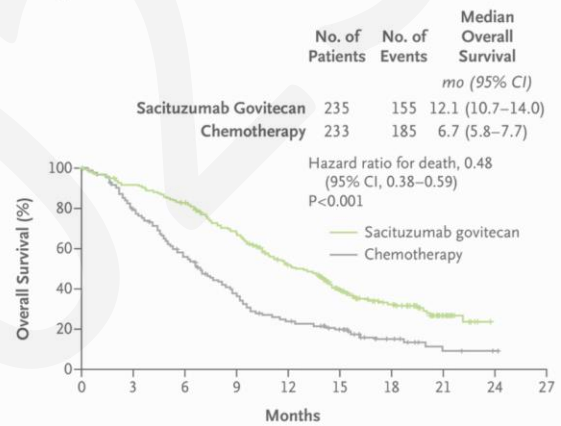 No. of Patients No. of Events Median Overall Survival
mo (95% CI)
Sacituzumab Govitecan 235 155 12.1 (10.7–14.0)
Chemotherapy 233 185 6.7 (5.8–7.7)
Hazard ratio for death, 0.48
(95% CI, 0.38–0.59)
P<0.001
Sacituzumab govitecan
Chemotherapy
Overall Survival (%)
100
80
60
40
20
0
0 3 6 9 12 15 18 21 24 27
Months